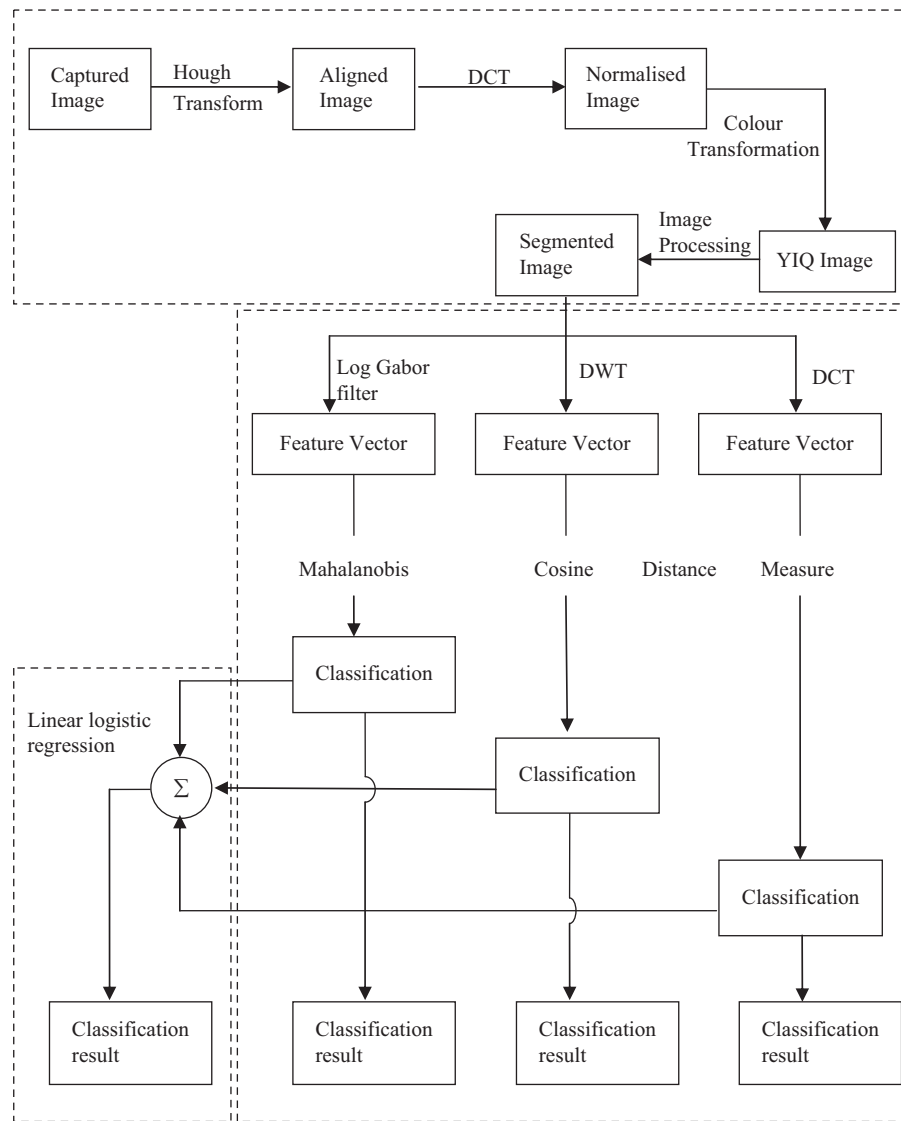 Captured
Image
Hough
Transform
Aligned
Image
DCT
Normalised
Image
Colour
Transformation
YIQ Image
Image
Processing
Segmented
Image
Log Gabor
filter
DWT
DCT
Feature Vector
Feature Vector
Feature Vector
Mahalanobis
Cosine
Distance
Measure
Classification
Linear logistic
regression
Σ
Classification
Classification
Classification
result
Classification
result
Classification
result
Classification
result